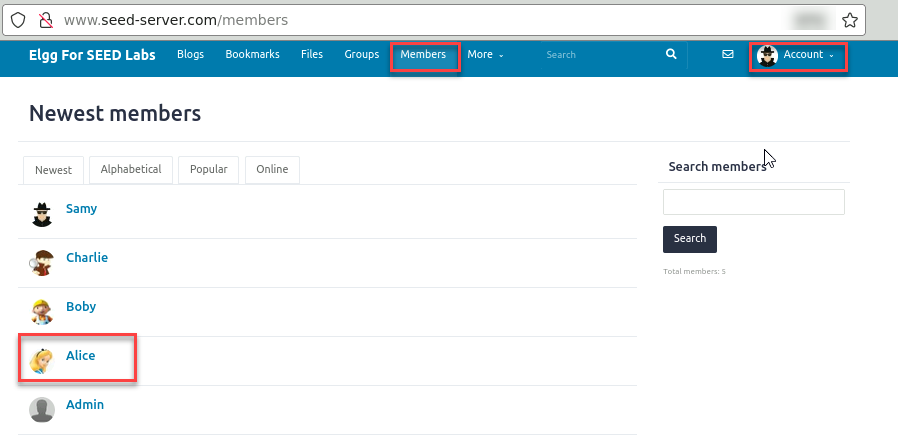 www.seed-server.com/members
Elgg For SEED Labs Blogs Bookmarks Files Groups Members More Search Account
Newest members
Newest Alphabetical Popular Online
Search members
Samy
Search
Charlie
Total members: 5
Boby
Alice
Admin